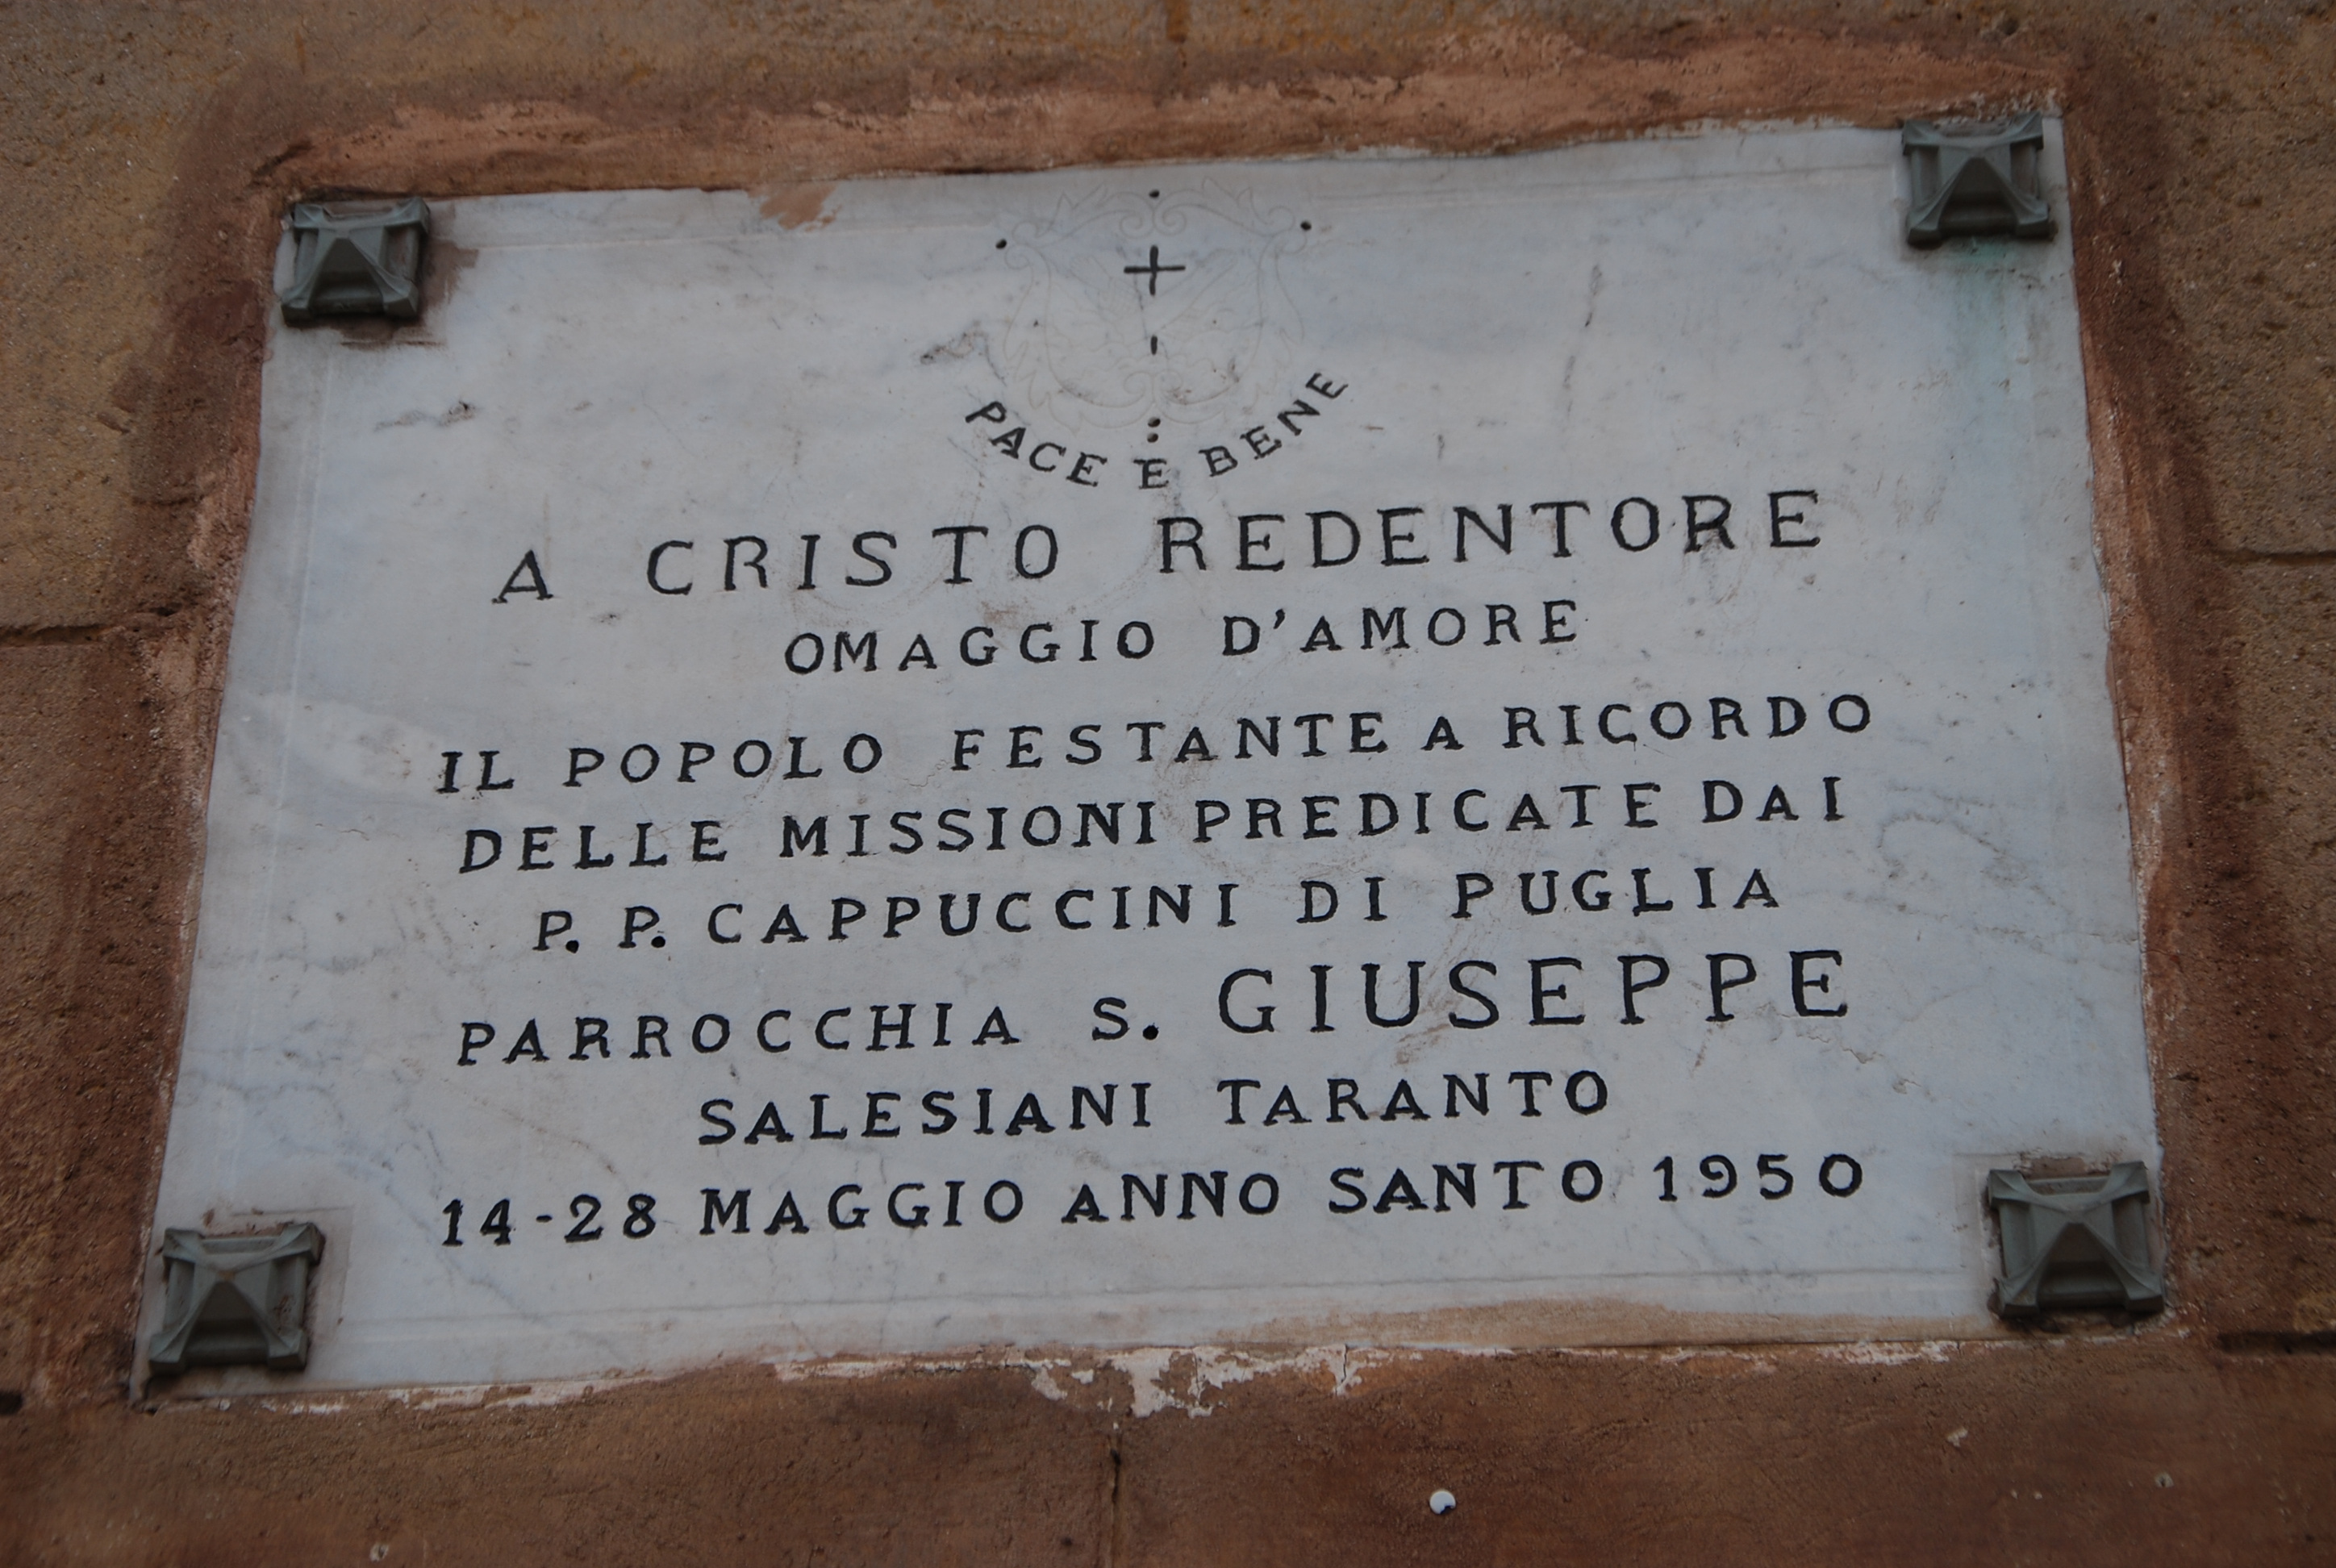 PACE E BENE
A CRISTO REDENTORE
OMAGGIO D'AMORE
IL POPOLO FESTANTE A RICORDO
DELLE MISSIONI PREDICATE DAI
P. P. CAPPUCCINI DI PUGLIA
PARROCCHIA S. GIUSEPPE
SALESIANI TARANTO
14-28 MAGGIO ANNO SANTO 1950